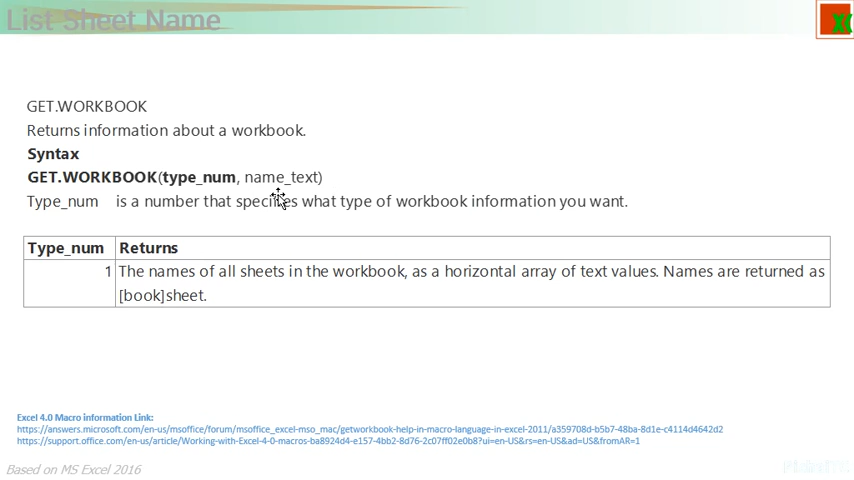 List Sheet Name
GET.WORKBOOK
Returns information about a workbook.
Syntax
GET.WORKBOOK(type_num, name_text)
Type_num is a number that specifies what type of workbook information you want.
Type_num Returns
1 The names of all sheets in the workbook, as a horizontal array of text values. Names are returned as
[book]sheet.
Excel 4.0 Macro information Link:
https://answers.microsoft.com/en-us/msoffice/forum/msoffice_excel-mso_mac/getworkbook-help-in-macro-language-in-excel-2011/a359708d-b5b7-48ba-8d1e-c4114d4642d2
https://support.office.com/en-us/article/Working-with-Excel-4-0-macros-ba8924d4-e157-4bb2-8d76-2c07ff02e0b8?ui=en-US&rs=en-US&ad=US&fromAR=1
Based on MS Excel 2016